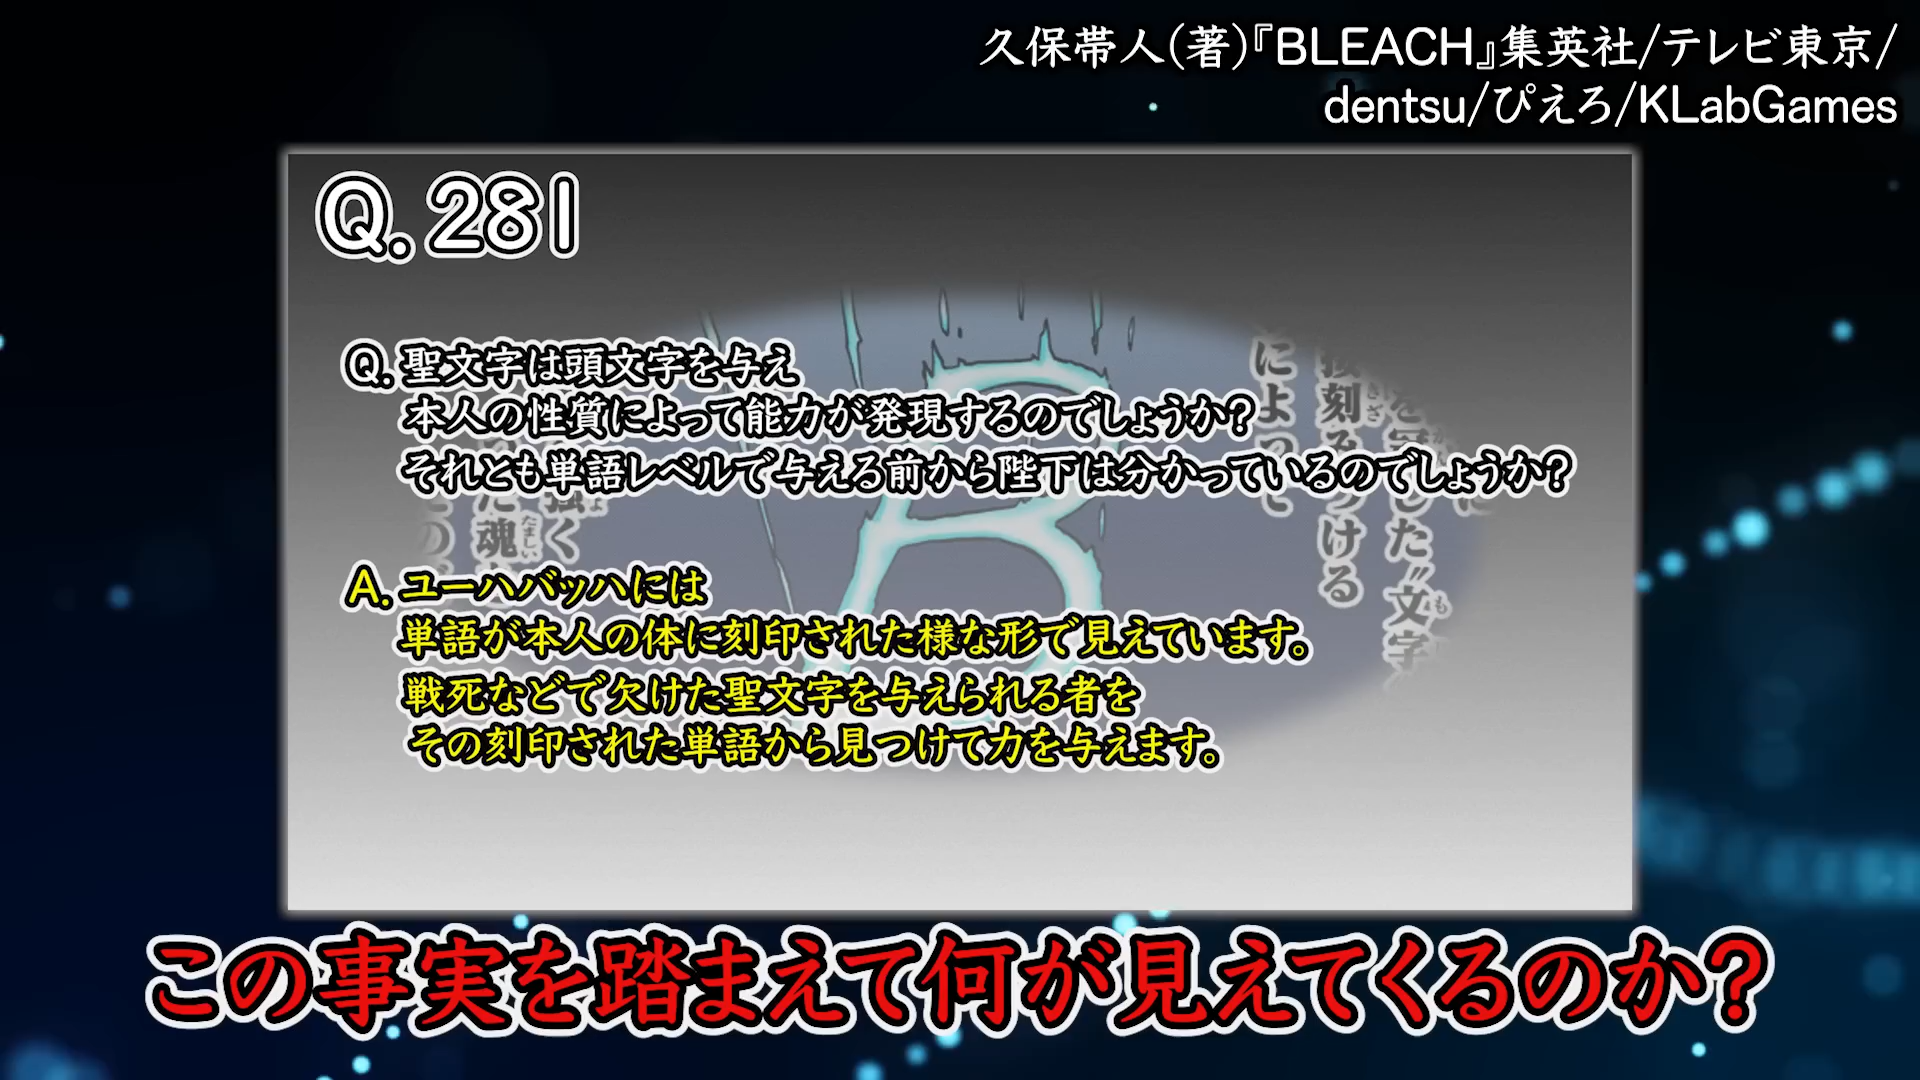 久保帯人(著)『BLEACH』集英社/テレビ東京/
dentsu/ぴえろ/KLabGames
Q.281
Q.聖文字は頭文字を与え
本人の性質によって能力が発現するのでしょうか?
それとも単語レベルで与える前から陛下は分かっているのでしょうか?
A.ユーハバッハには
単語が本人の体に刻印された様な形で見えています。
戦死などで欠けた聖文字を与えられる者を
その刻印された単語から見つけて力を与えます。
B
この事実を踏まえて何が見えてくるのか?